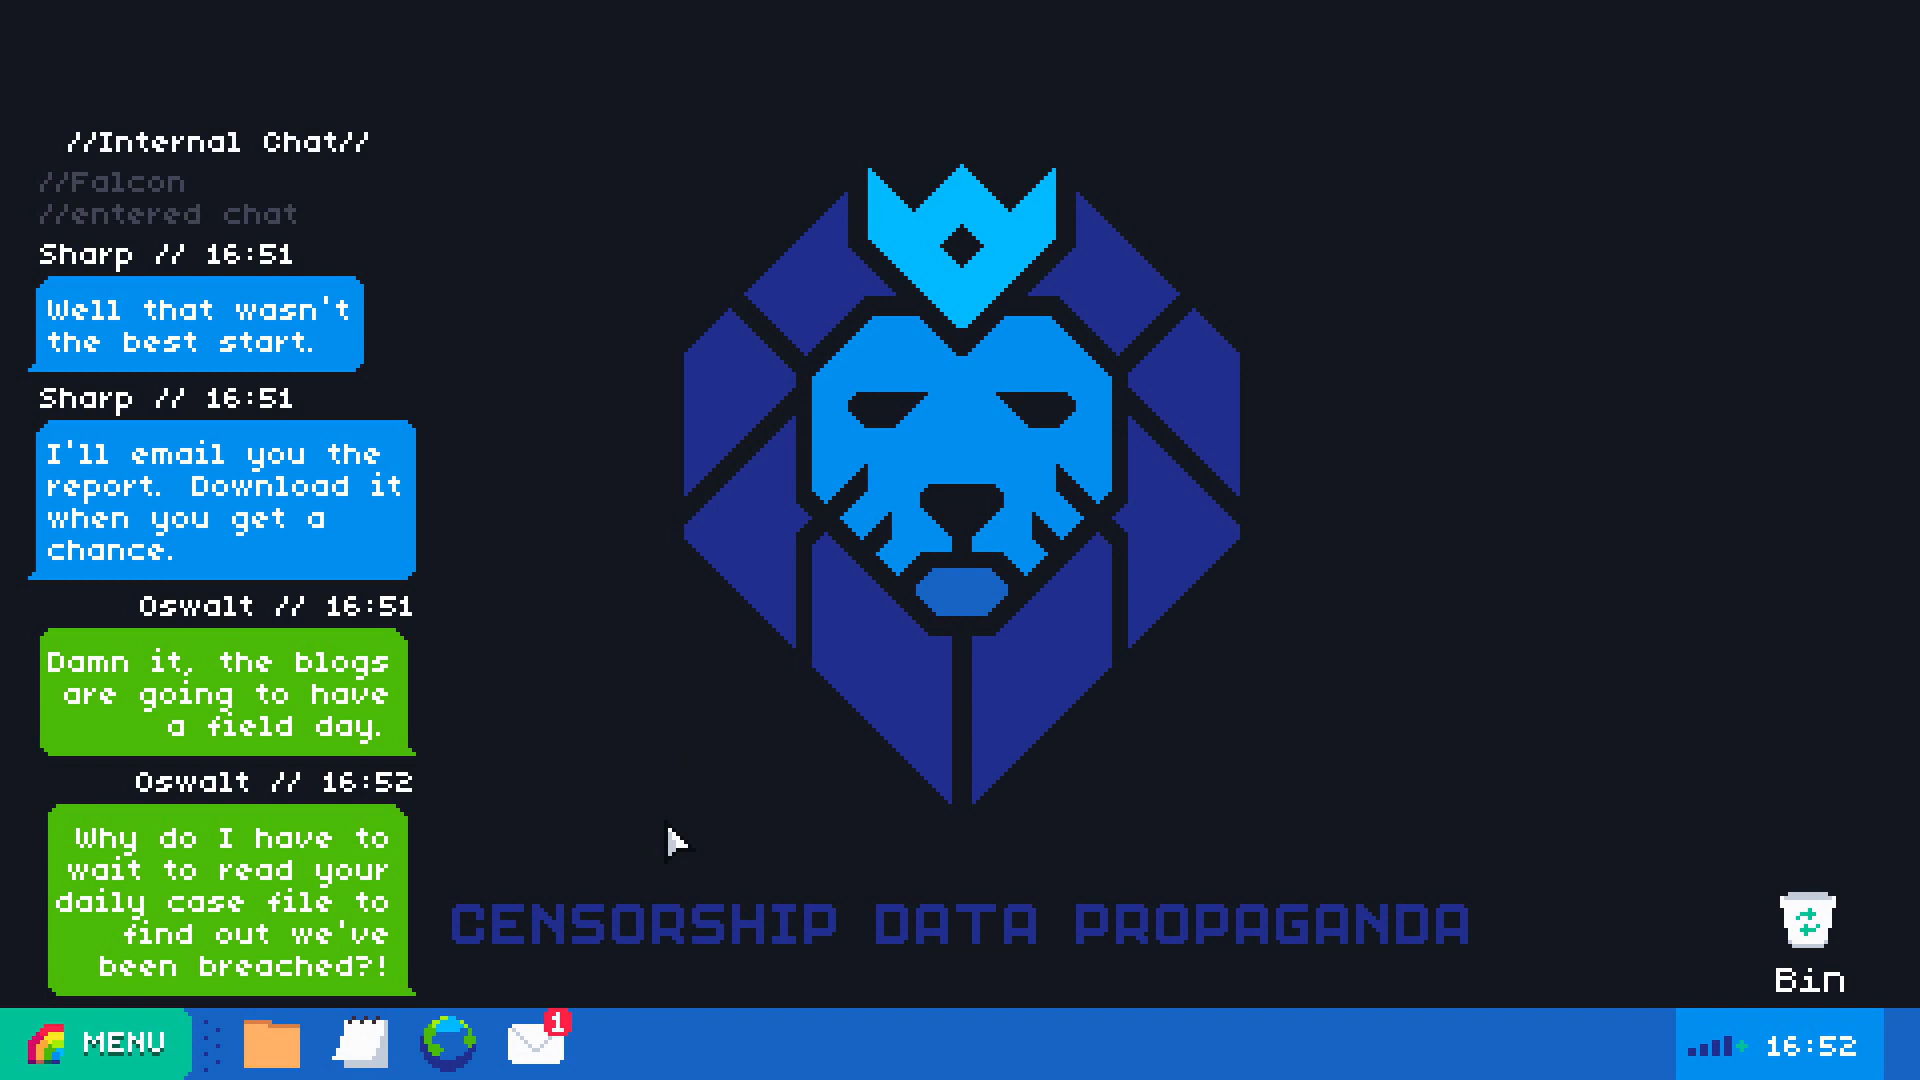 //Internal Chat//
//Falcon
//entered chat
Sharp // 16:51
Well that wasn't
the best start.
Sharp // 16:51
I'll email you the
report. Download it
when you get a
chance.
Oswalt // 16:51
Damn it, the blogs
are going to have
a field day.
Oswalt // 16:52
Why do I have to
wait to read your
daily case file to
find out we've
been breached?!
CENSORSHIP DATA PROPAGANDA
Bin
MENU
1
16:52